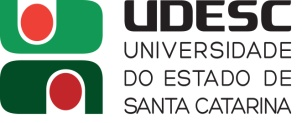 UDESC
UNIVERSIDADE
DO ESTADO DE
SANTA CATARINA